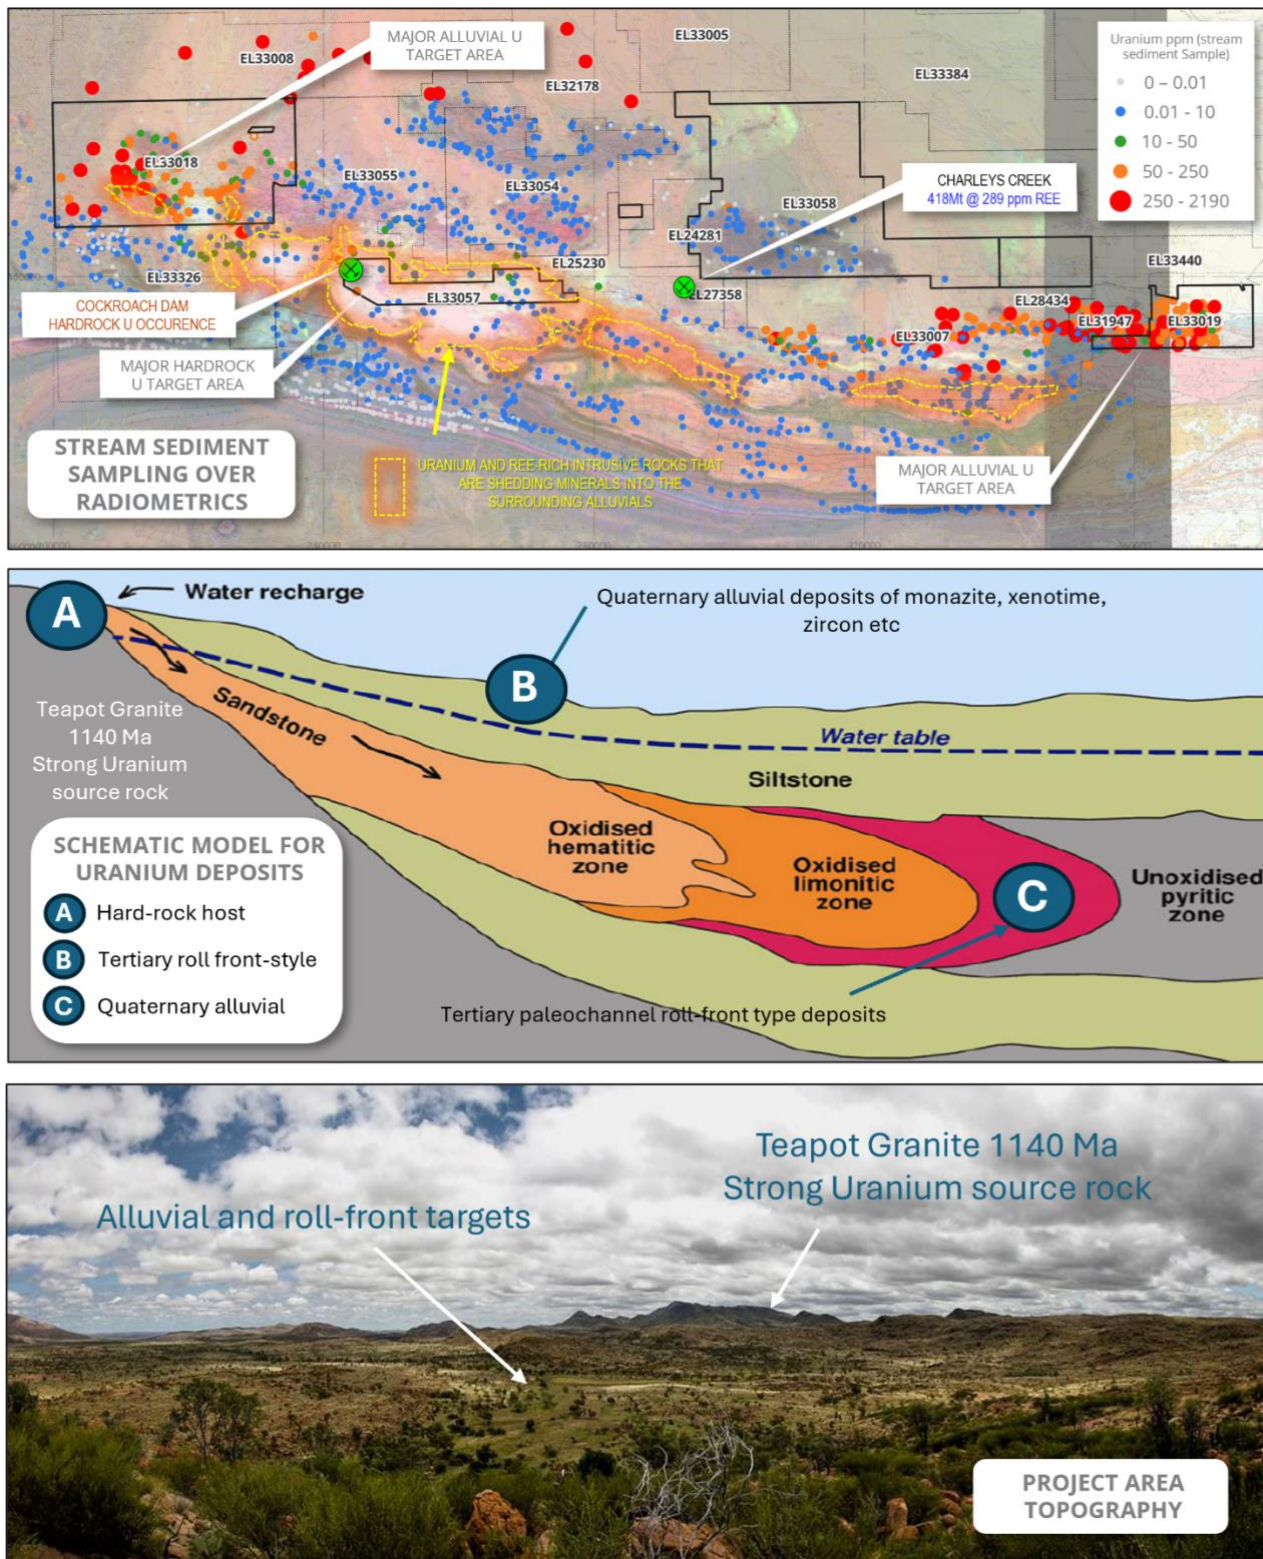 MAJOR ALLUVIAL U
TARGET AREA
EL33008
EL33005
EL32178
EL33384
Uranium ppm (stream
sediment Sample)
0 – 0.01
0.01 - 10
10 - 50
50 - 250
250 - 2190
EL33018
EL33055
EL33054
CHARLEYS CREEK
418Mt @ 289 ppm REE
EL33058
EL24281
EL33326
EL25230
EL33440
COCKROACH DAM
HARDROCK U OCCURENCE
EL33057
EL27358
EL28434
EL31947
EL33019
EL33007
MAJOR HARDROCK
U TARGET AREA
STREAM SEDIMENT
SAMPLING OVER
RADIOMETRICS
URANIUM AND REE-RICH INTRUSIVE ROCKS THAT
ARE SHEDDING MINERALS INTO THE
SURROUNDING ALLUVIALS
MAJOR ALLUVIAL U
TARGET AREA
A
Water recharge
Quaternary alluvial deposits of monazite, xenotime,
zircon etc
B
Teapot Granite
1140 Ma
Strong Uranium
source rock
Sandstone
Water table
Siltstone
Oxidised
hematitic
zone
Oxidised
limonitic
zone
C
Unoxidised
pyritic
zone
SCHEMATIC MODEL FOR
URANIUM DEPOSITS
A Hard-rock host
B Tertiary roll front-style
C Quaternary alluvial
Tertiary paleochannel roll-front type deposits
Teapot Granite 1140 Ma
Strong Uranium source rock
Alluvial and roll-front targets
PROJECT AREA
TOPOGRAPHY